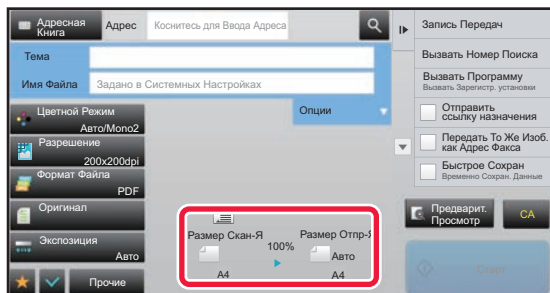 Адресная
Книга
Адрес
Коснитесь для Ввода Адреса
Тема
Имя Файла
Задано в Системных Настройках
Цветной Режим
Авто/Mono2
Опции
Разрешение
200x200dpi
Формат Файла
PDF
Оригинал
Экспозиция
Авто
Прочие
Размер Скан-Я
100%
Размер Отпр-Я
Авто
A4
A4
Запись Передач
Вызвать Номер Поиска
Вызвать Программу
Вызвать Зарегистр. установки
Отправить
ссылку назначения
Передать То Же Изоб.
как Адрес Факса
Быстрое Сохран
Временно Сохран. Данные
Предварит.
Просмотр
CA
Старт